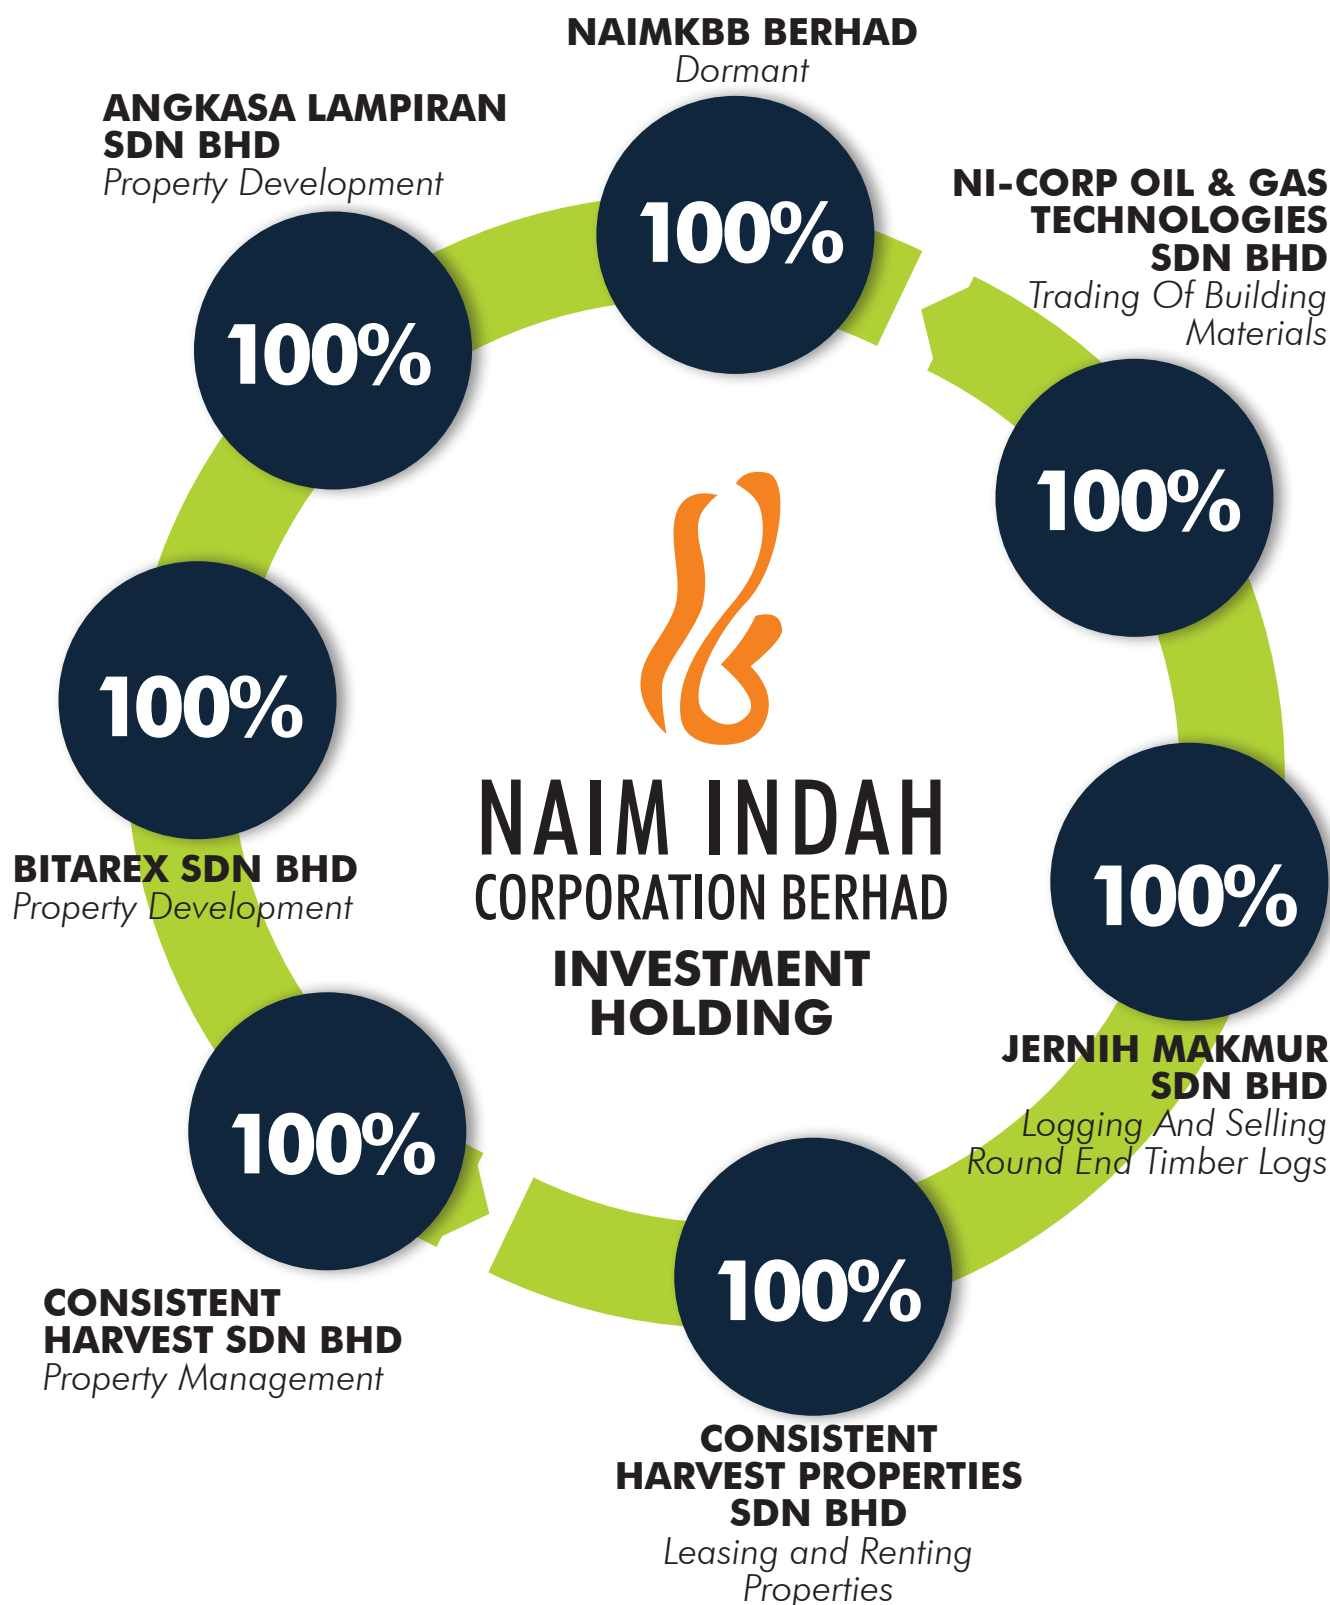 NAIMKBB BERHAD
Dormant
100%
ANGKASA LAMPIRAN
SDN BHD
Property Development
100%
NI-CORP OIL & GAS
TECHNOLOGIES
SDN BHD
Trading Of Building
Materials
100%
100%
BITAREX SDN BHD
Property Development
NAIM INDAH
CORPORATION BERHAD
INVESTMENT
HOLDING
100%
JERNIH MAKMUR
SDN BHD
Logging And Selling
Round End Timber Logs
100%
CONSISTENT
HARVEST SDN BHD
Property Management
100%
CONSISTENT
HARVEST PROPERTIES
SDN BHD
Leasing and Renting
Properties